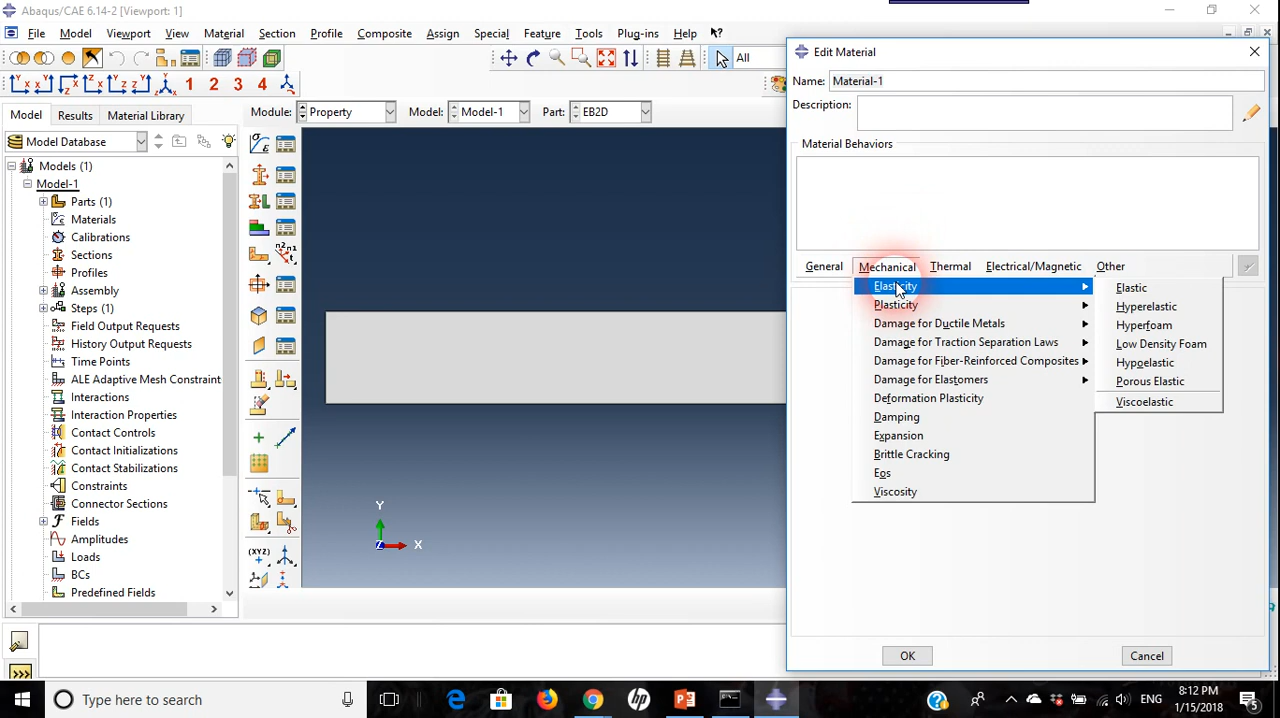 Abaqus/CAE 6.14-2 [Viewport: 1]
File Model Viewport View Material Section Profile Composite Assign Special Feature Tools Plug-ins Help
All
1 2 3 4
Model Results Material Library
Module: Property Model: Model-1 Part: EB2D
Model Database
Models (1)
Model-1
Parts (1)
Materials
Calibrations
Sections
Profiles
Assembly
Steps (1)
Field Output Requests
History Output Requests
Time Points
ALE Adaptive Mesh Constraint
Interactions
Interaction Properties
Contact Controls
Contact Initializations
Contact Stabilizations
Constraints
Connector Sections
Fields
Amplitudes
Loads
BCs
Predefined Fields
Y
Z X
(XYZ)
Edit Material
Name: Material-1
Description:
Material Behaviors
General Mechanical Thermal Electrical/Magnetic Other
Elasticity
Plasticity
Damage for Ductile Metals
Damage for Traction Separation Laws
Damage for Fiber-Reinforced Composites
Damage for Elastomers
Deformation Plasticity
Damping
Expansion
Brittle Cracking
Eos
Viscosity
Elastic
Hyperelastic
Hyperfoam
Low Density Foam
Hypoelastic
Porous Elastic
Viscoelastic
OK Cancel
>>>
Type here to search
ENG
8:12 PM
1/15/2018
5